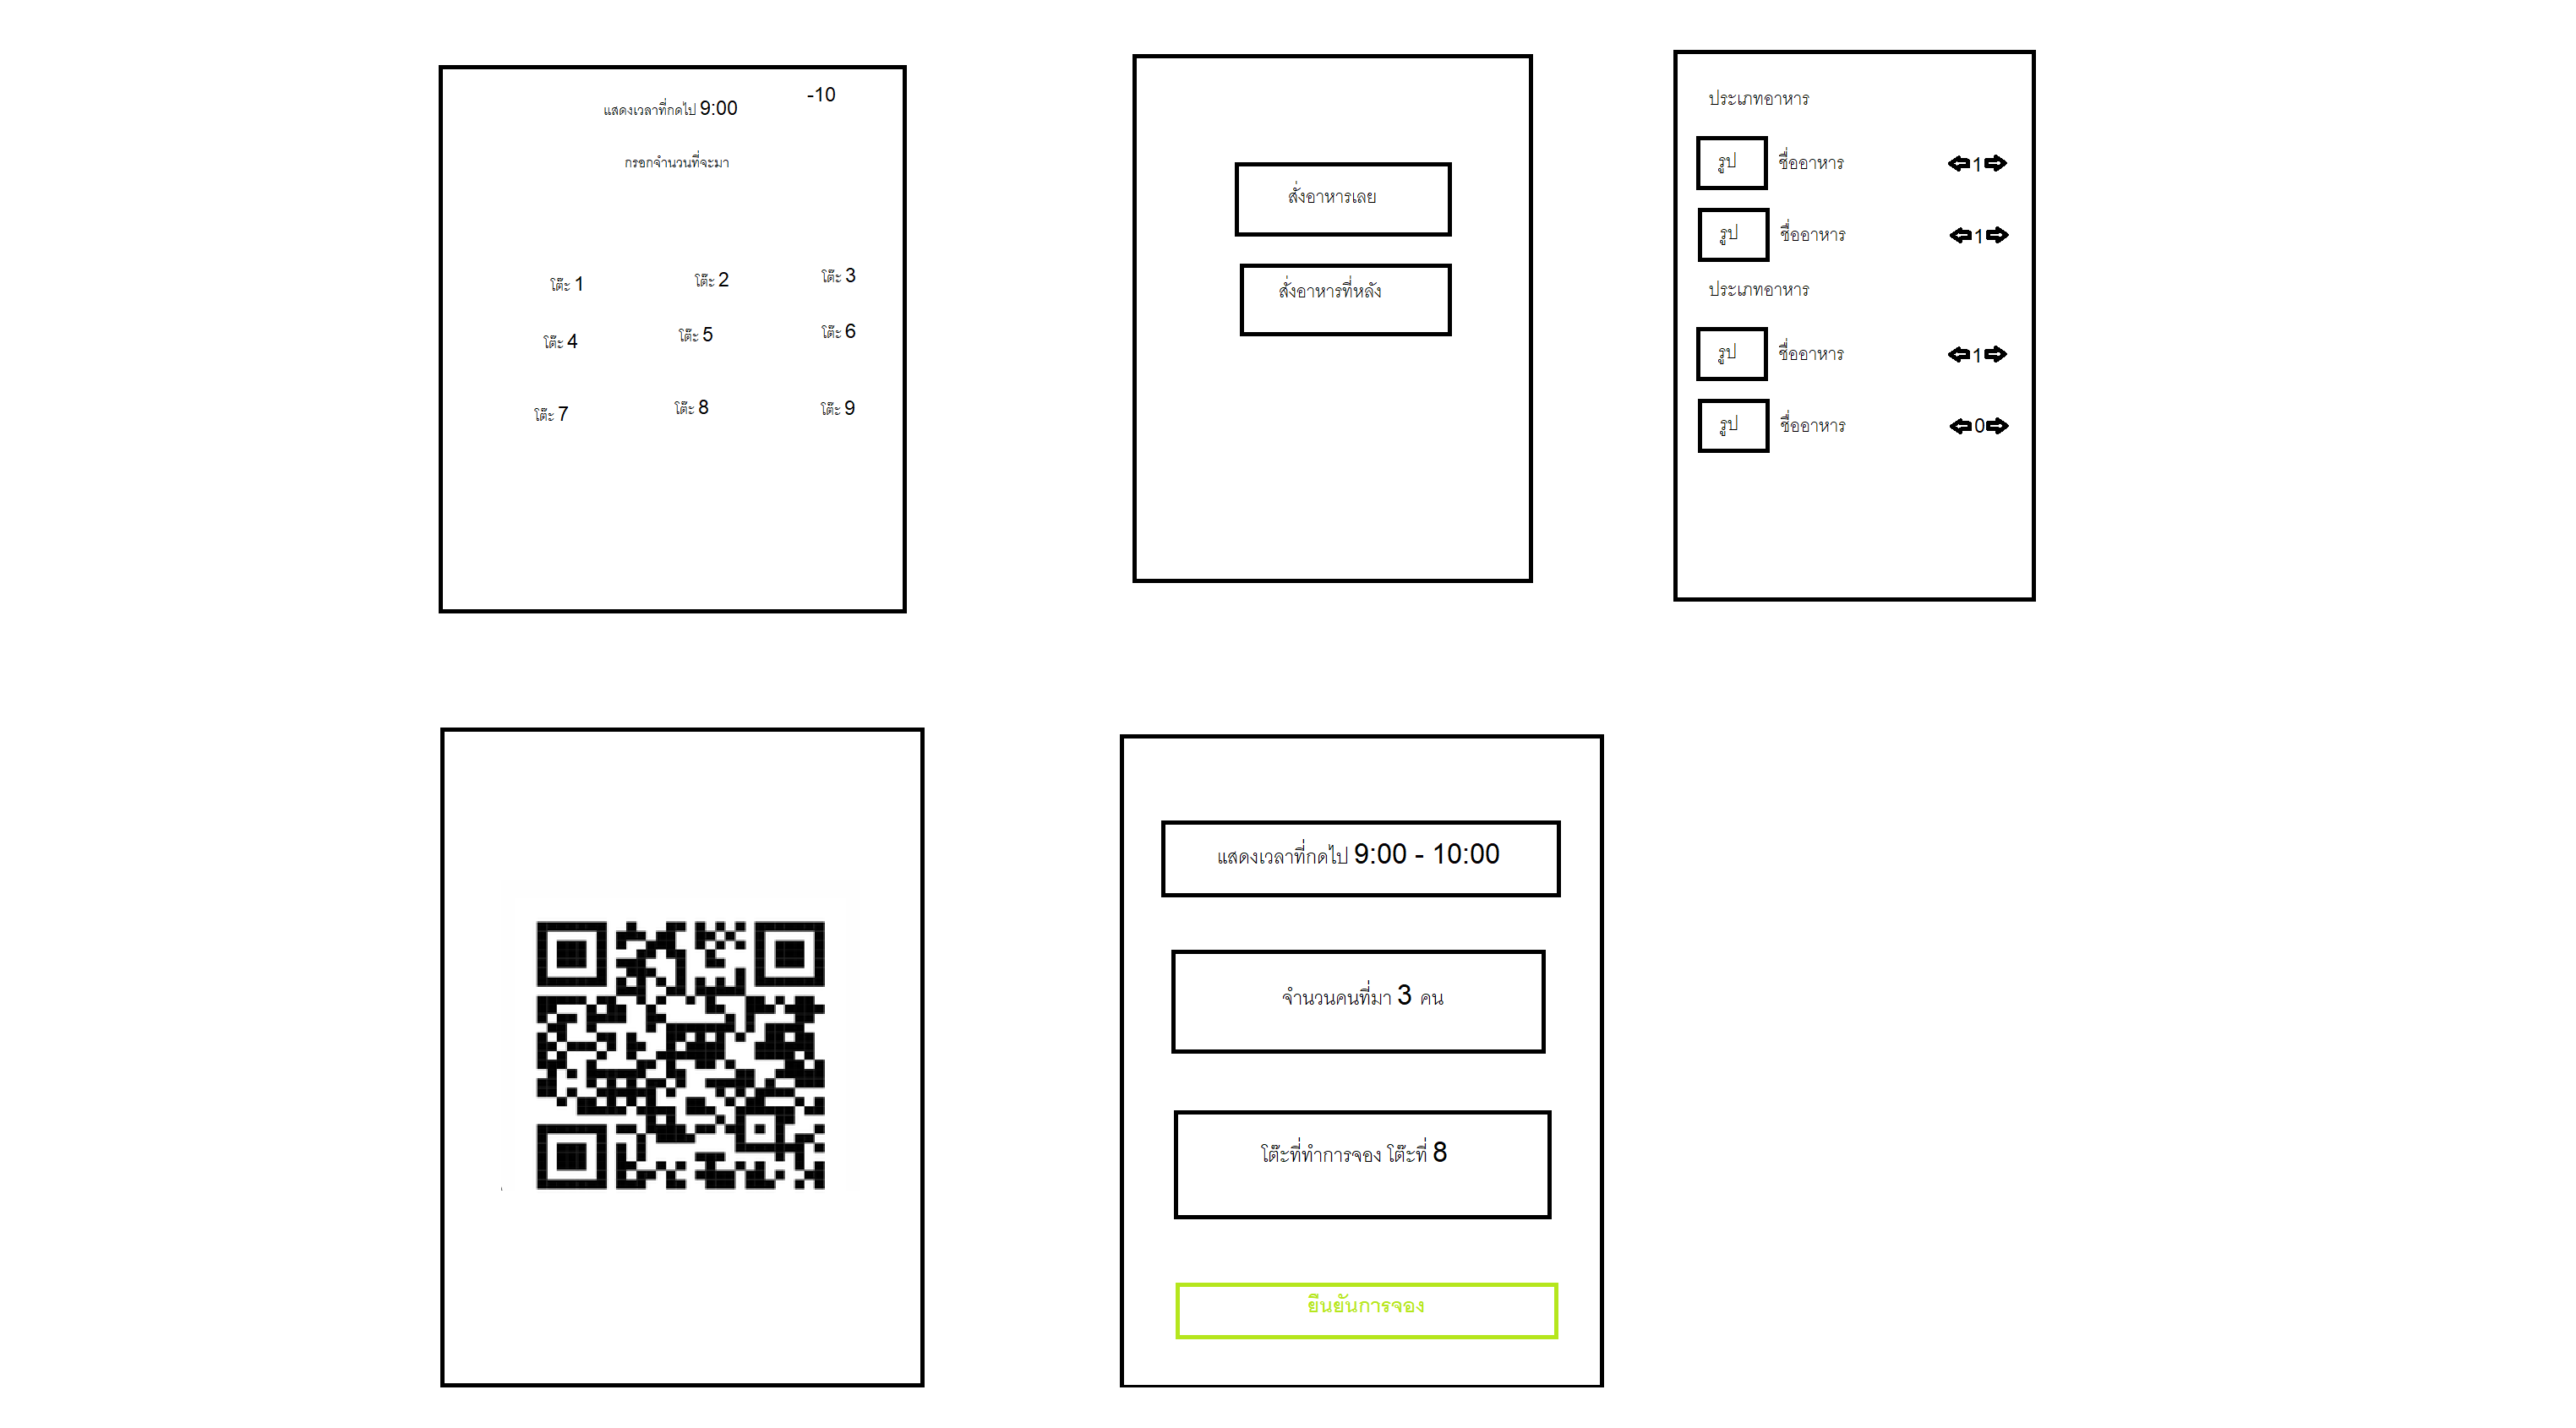 แสดงเวลาที่กดไป 9:00 -10
กรอกจำนวนที่จะมา
โต๊ะ 1 โต๊ะ 2 โต๊ะ 3
โต๊ะ 4 โต๊ะ 5 โต๊ะ 6
โต๊ะ 7 โต๊ะ 8 โต๊ะ 9
สั่งอาหารเลย
สั่งอาหารที่หลัง
ประเภทอาหาร
รูป ชื่ออาหาร 1
รูป ชื่ออาหาร 1
ประเภทอาหาร
รูป ชื่ออาหาร 1
รูป ชื่ออาหาร 0
แสดงเวลาที่กดไป 9:00 - 10:00
จำนวนคนที่มา 3 คน
โต๊ะที่ทำการจอง โต๊ะที่ 8
ยืนยันการจอง